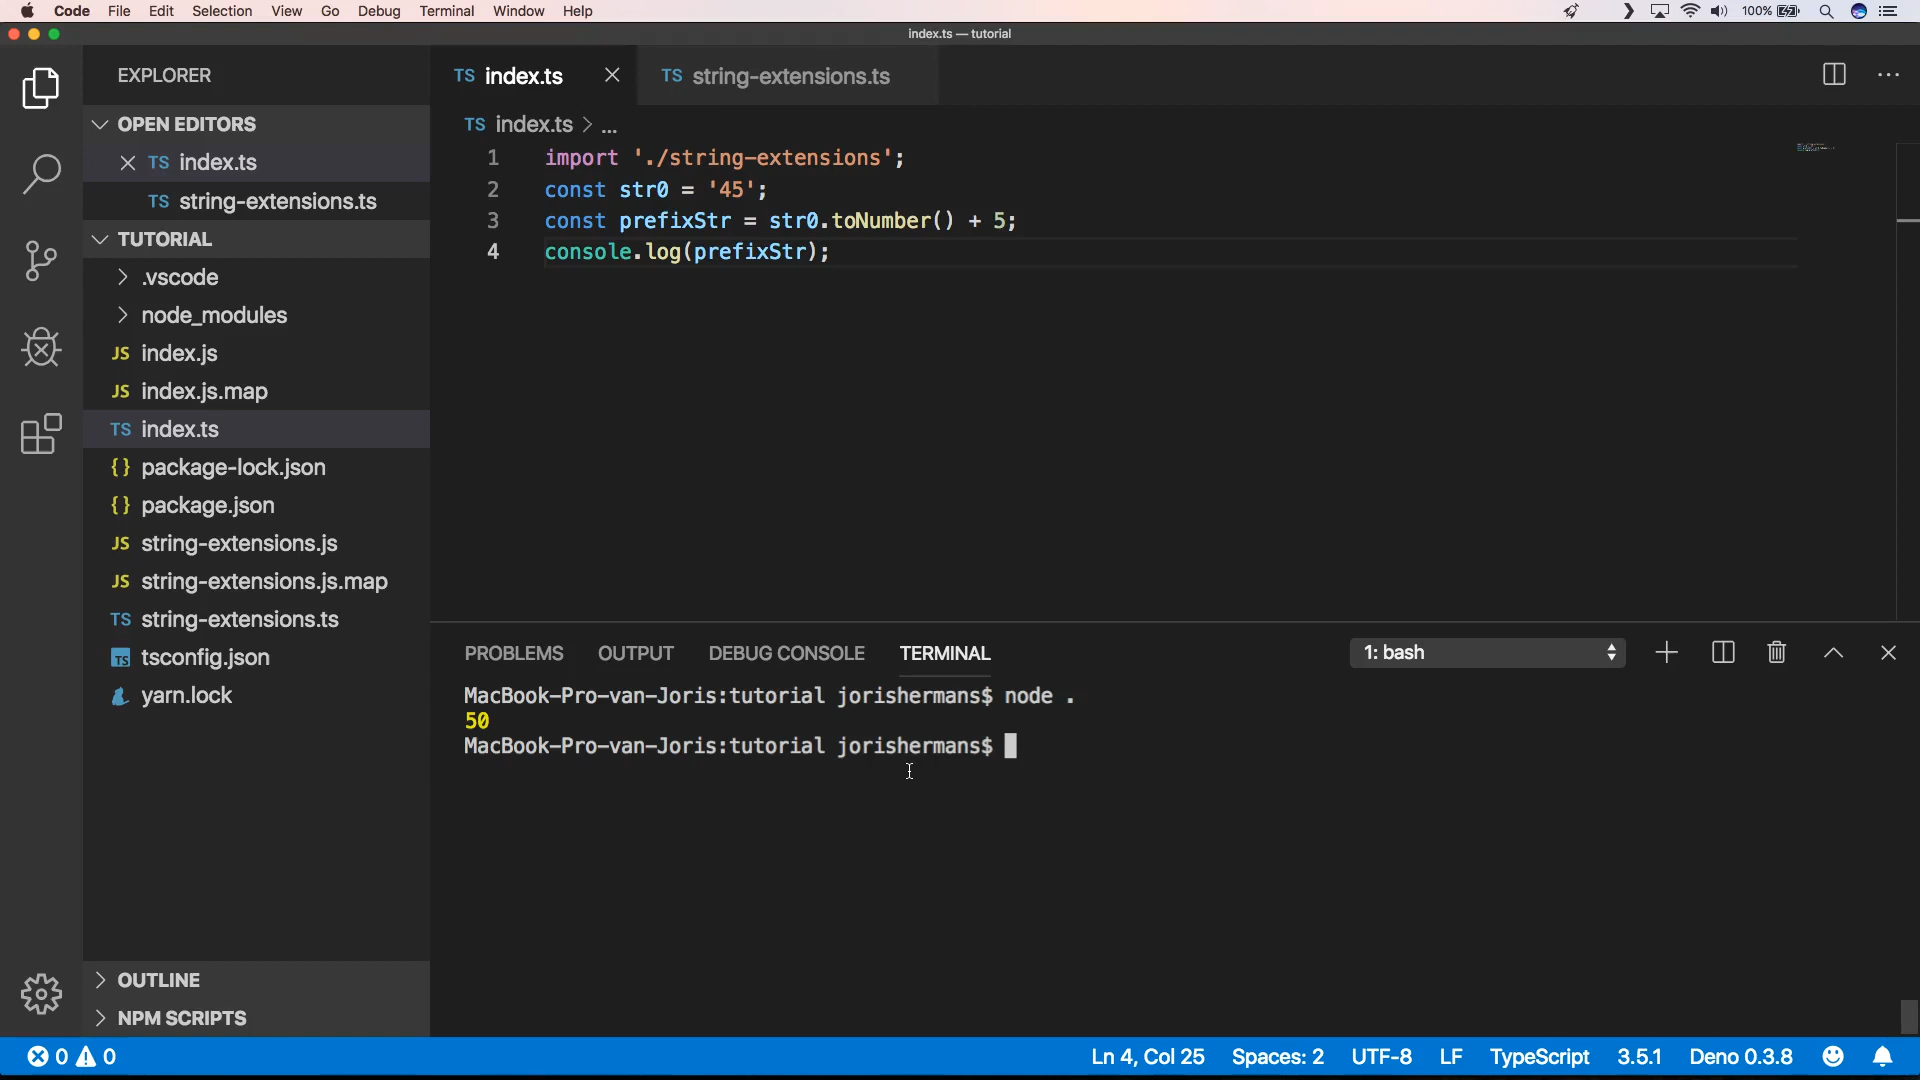 Code File Edit Selection View Go Debug Terminal Window Help 100%
index.ts — tutorial
EXPLORER
OPEN EDITORS
TS index.ts
TS string-extensions.ts
TUTORIAL
.vscode
node_modules
JS index.js
JS index.js.map
TS index.ts
{} package-lock.json
{} package.json
JS string-extensions.js
JS string-extensions.js.map
TS string-extensions.ts
TS tsconfig.json
yarn.lock
OUTLINE
NPM SCRIPTS
TS index.ts
TS string-extensions.ts
TS index.ts > ...
1 import './string-extensions';
2 const str0 = '45';
3 const prefixStr = str0.toNumber() + 5;
4 console.log(prefixStr);
PROBLEMS OUTPUT DEBUG CONSOLE TERMINAL 1: bash
MacBook-Pro-van-Joris:tutorial jorishermans$ node .
50
MacBook-Pro-van-Joris:tutorial jorishermans$
0 0 Ln 4, Col 25 Spaces: 2 UTF-8 LF TypeScript 3.5.1 Deno 0.3.8